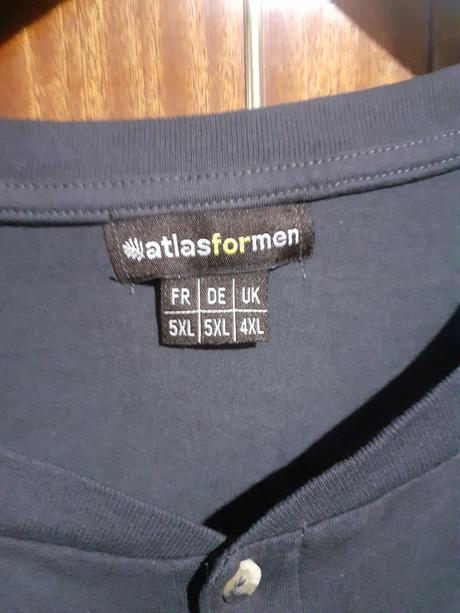 atlasformen
FR DE UK
5XL 5XL 4XL